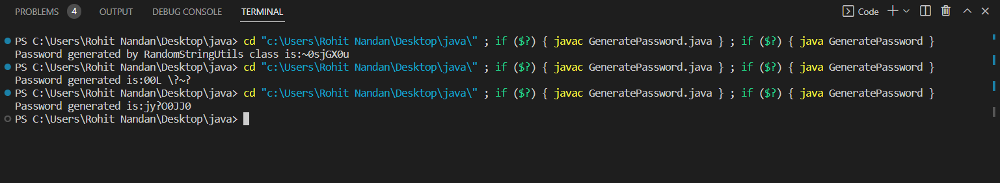 PROBLEMS 4 OUTPUT DEBUG CONSOLE TERMINAL Code
PS C:\Users\Rohit Nandan\Desktop\java> cd "c:\Users\Rohit Nandan\Desktop\java\" ; if ($?) { javac GeneratePassword.java } ; if ($?) { java GeneratePassword }
Password generated by RandomStringUtils class is:~0sjGX0u
PS C:\Users\Rohit Nandan\Desktop\java> cd "c:\Users\Rohit Nandan\Desktop\java\" ; if ($?) { javac GeneratePassword.java } ; if ($?) { java GeneratePassword }
Password generated is:00L \?~?
PS C:\Users\Rohit Nandan\Desktop\java> cd "c:\Users\Rohit Nandan\Desktop\java\" ; if ($?) { javac GeneratePassword.java } ; if ($?) { java GeneratePassword }
Password generated is:jy?O0JJ0
PS C:\Users\Rohit Nandan\Desktop\java>